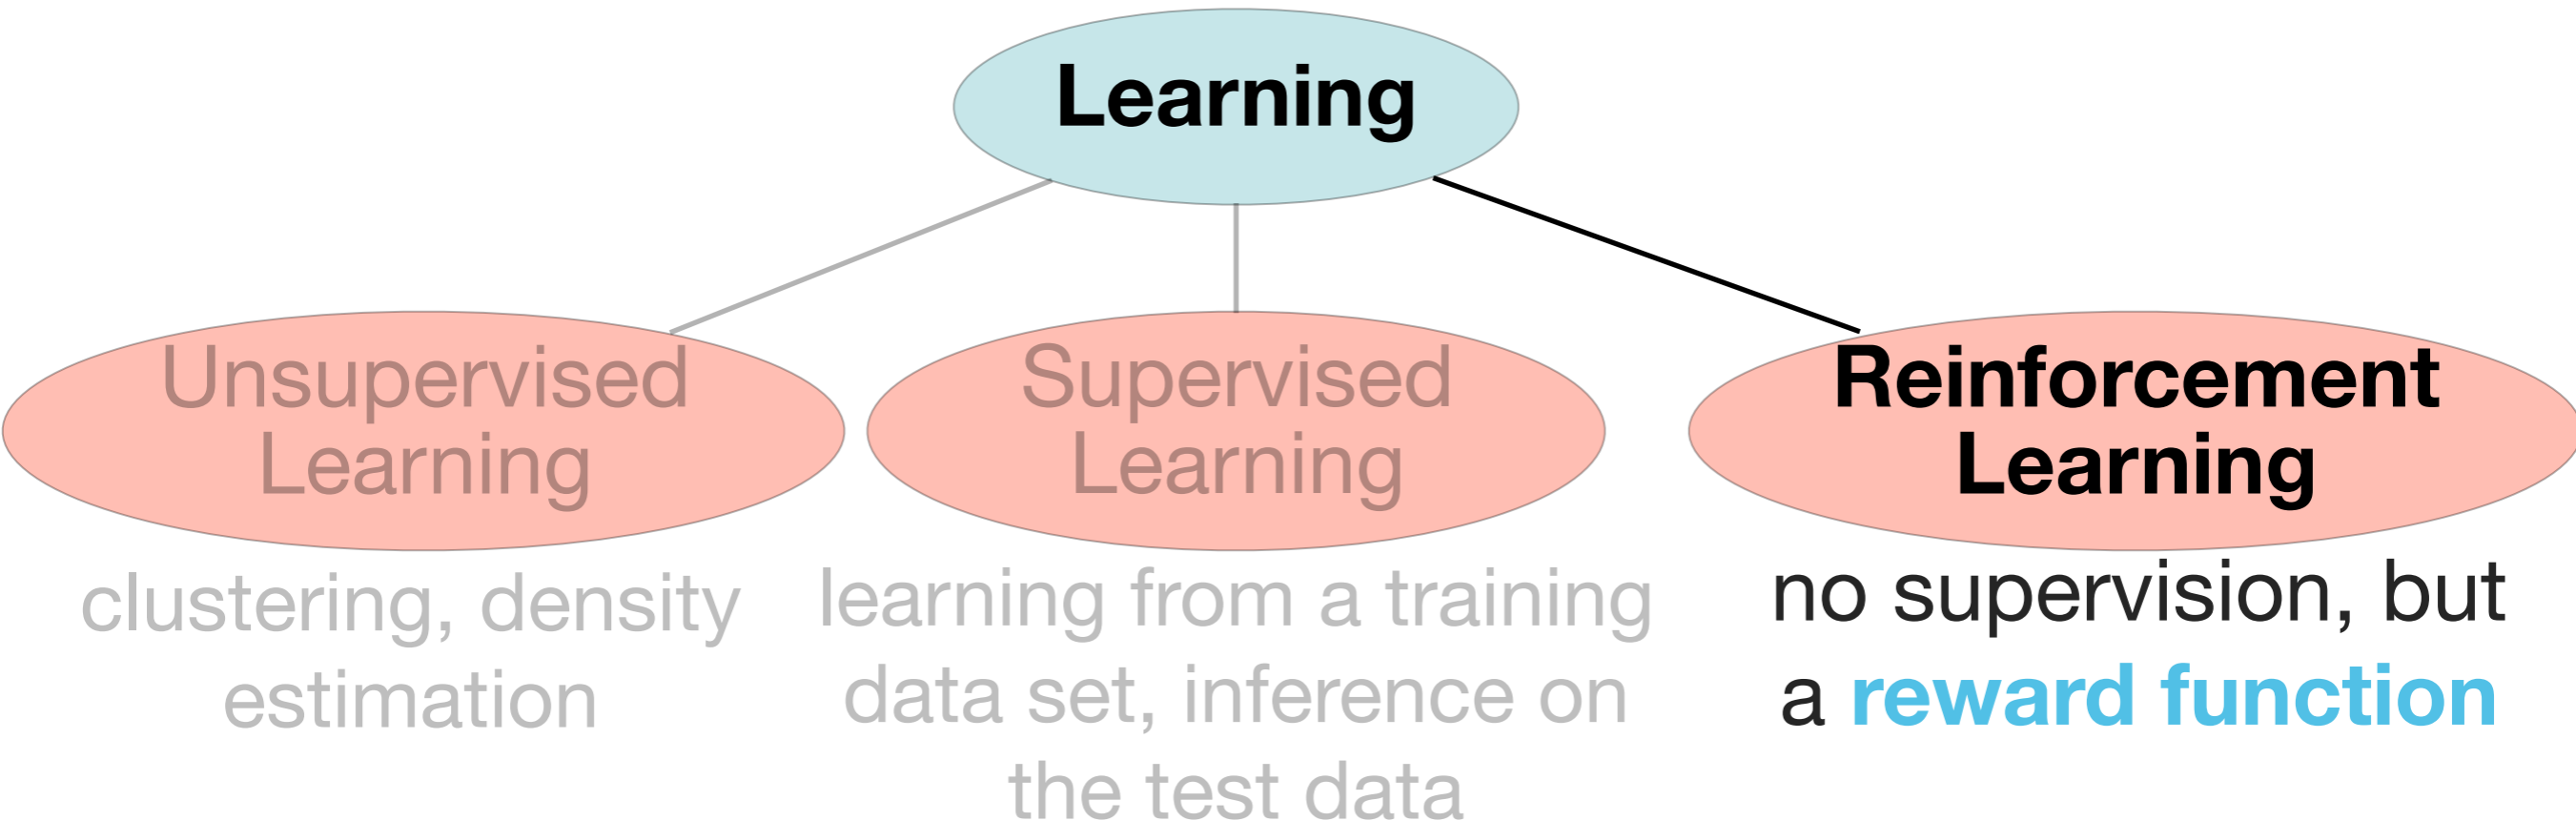 Learning
Unsupervised
Learning
clustering, density
estimation
Supervised
Learning
learning from a training
data set, inference on
the test data
Reinforcement
Learning
no supervision, but
a reward function